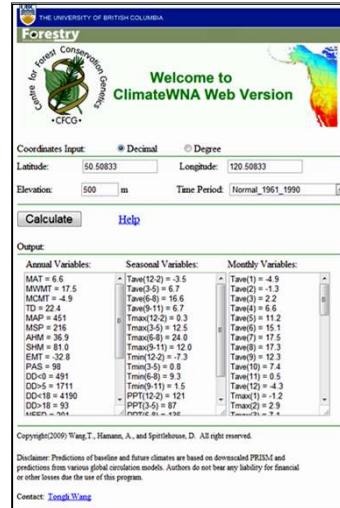 THE UNIVERSITY OF BRITISH COLUMBIA
Forestry
Centre for Forest Conservation Genetics
•CFCG•
Welcome to
ClimateWNA Web Version
Coordinates Input: Decimal Degree
Latitude: 50.50833 Longitude: 120.50833
Elevation: 500 m Time Period: Normal_1961_1990
Calculate Help
Output:
Annual Variables: Seasonal Variables: Monthly Variables:
MAT = 6.6 Tave(12-2) = -3.5 Tave(1) = -4.9
MWMT = 17.5 Tave(3-5) = 6.7 Tave(2) = -1.3
MCMT = -4.9 Tave(6-8) = 16.6 Tave(3) = 2.2
TD = 22.4 Tave(9-11) = 6.7 Tave(4) = 6.6
MAP = 451 Tmax(12-2) = 0.3 Tave(5) = 11.2
MSP = 216 Tmax(3-5) = 12.5 Tave(6) = 15.1
AHM = 36.9 Tmax(6-8) = 24.0 Tave(7) = 17.5
SHM = 81.0 Tmax(9-11) = 12.0 Tave(8) = 17.3
EMT = -32.8 Tmin(12-2) = -7.3 Tave(9) = 12.3
PAS = 98 Tmin(3-5) = 0.8 Tave(10) = 7.4
DD<0 = 491 Tmin(6-8) = 9.3 Tave(11) = 0.5
DD>5 = 1711 Tmin(9-11) = 1.5 Tave(12) = -4.3
DD<18 = 4190 PPT(12-2) = 121 Tmax(1) = -1.2
DD>18 = 93 PPT(3-5) = 87 Tmax(2) = 2.9
Copyright(2009) Wang,T., Hamann, A., and Spittlehouse, D. All right reserved.
Disclaimer: Predictions of baseline and future climates are based on downscaled PRISM and
predictions from various global circulation models. Authors do not bear any liability for financial
or other losses due the use of this program.
Contact: Tongli Wang